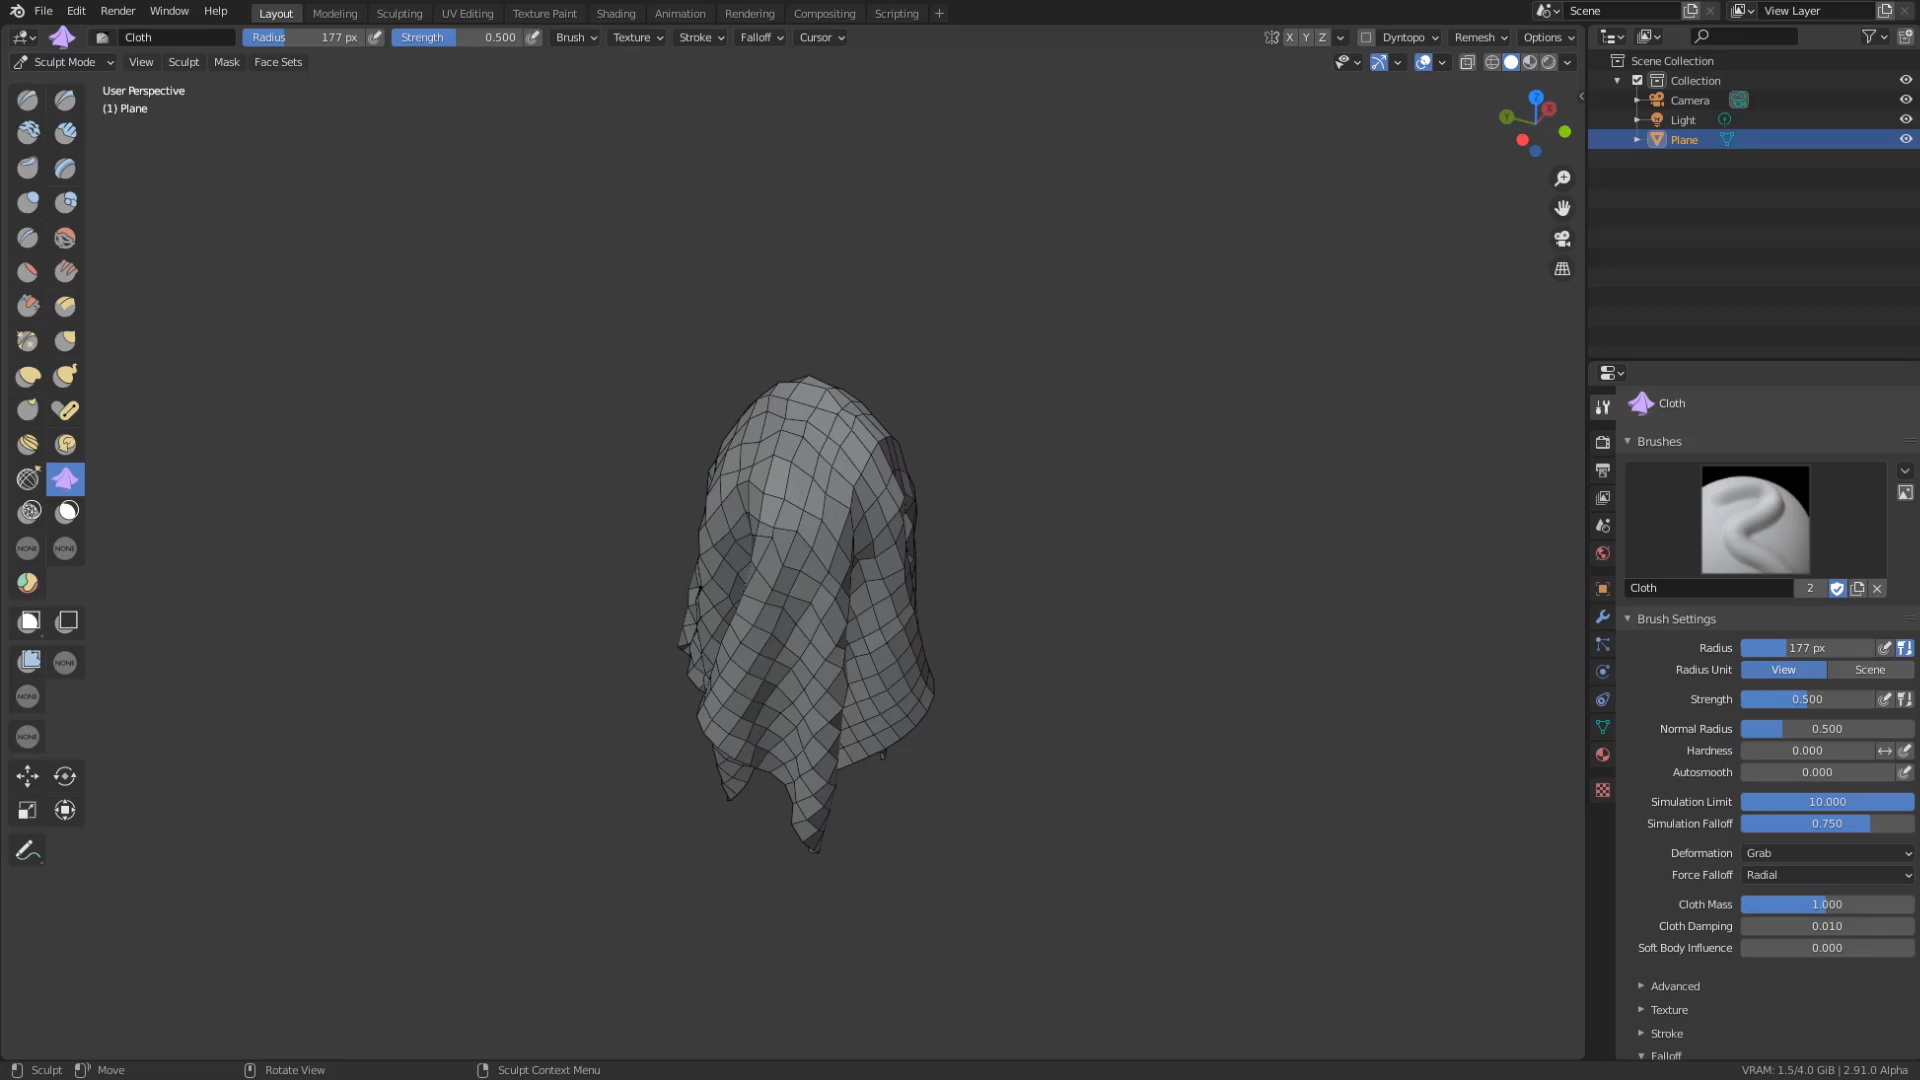 File Edit Render Window Help Layout Modeling Sculpting UV Editing Texture Paint Shading Animation Rendering Compositing Scripting + Scene View Layer
Cloth Radius 177 px Strength 0.500 Brush Texture Stroke Falloff Cursor X Y Z Dyntopo Remesh Options
Sculpt Mode View Sculpt Mask Face Sets
User Perspective
(1) Plane
Z
X
Y
NONE NONE
NONE
NONE
NONE
Scene Collection
Collection
Camera
Light
Plane
Cloth
Brushes
Cloth 2
Brush Settings
Radius 177 px
Radius Unit View Scene
Strength 0.500
Normal Radius 0.500
Hardness 0.000
Autosmooth 0.000
Simulation Limit 10.000
Simulation Falloff 0.750
Deformation Grab
Force Falloff Radial
Cloth Mass 1.000
Cloth Damping 0.010
Soft Body Influence 0.000
Advanced
Texture
Stroke
Falloff
Sculpt Move Rotate View Sculpt Context Menu VRAM: 1.5/4.0 GiB | 2.91.0 Alpha